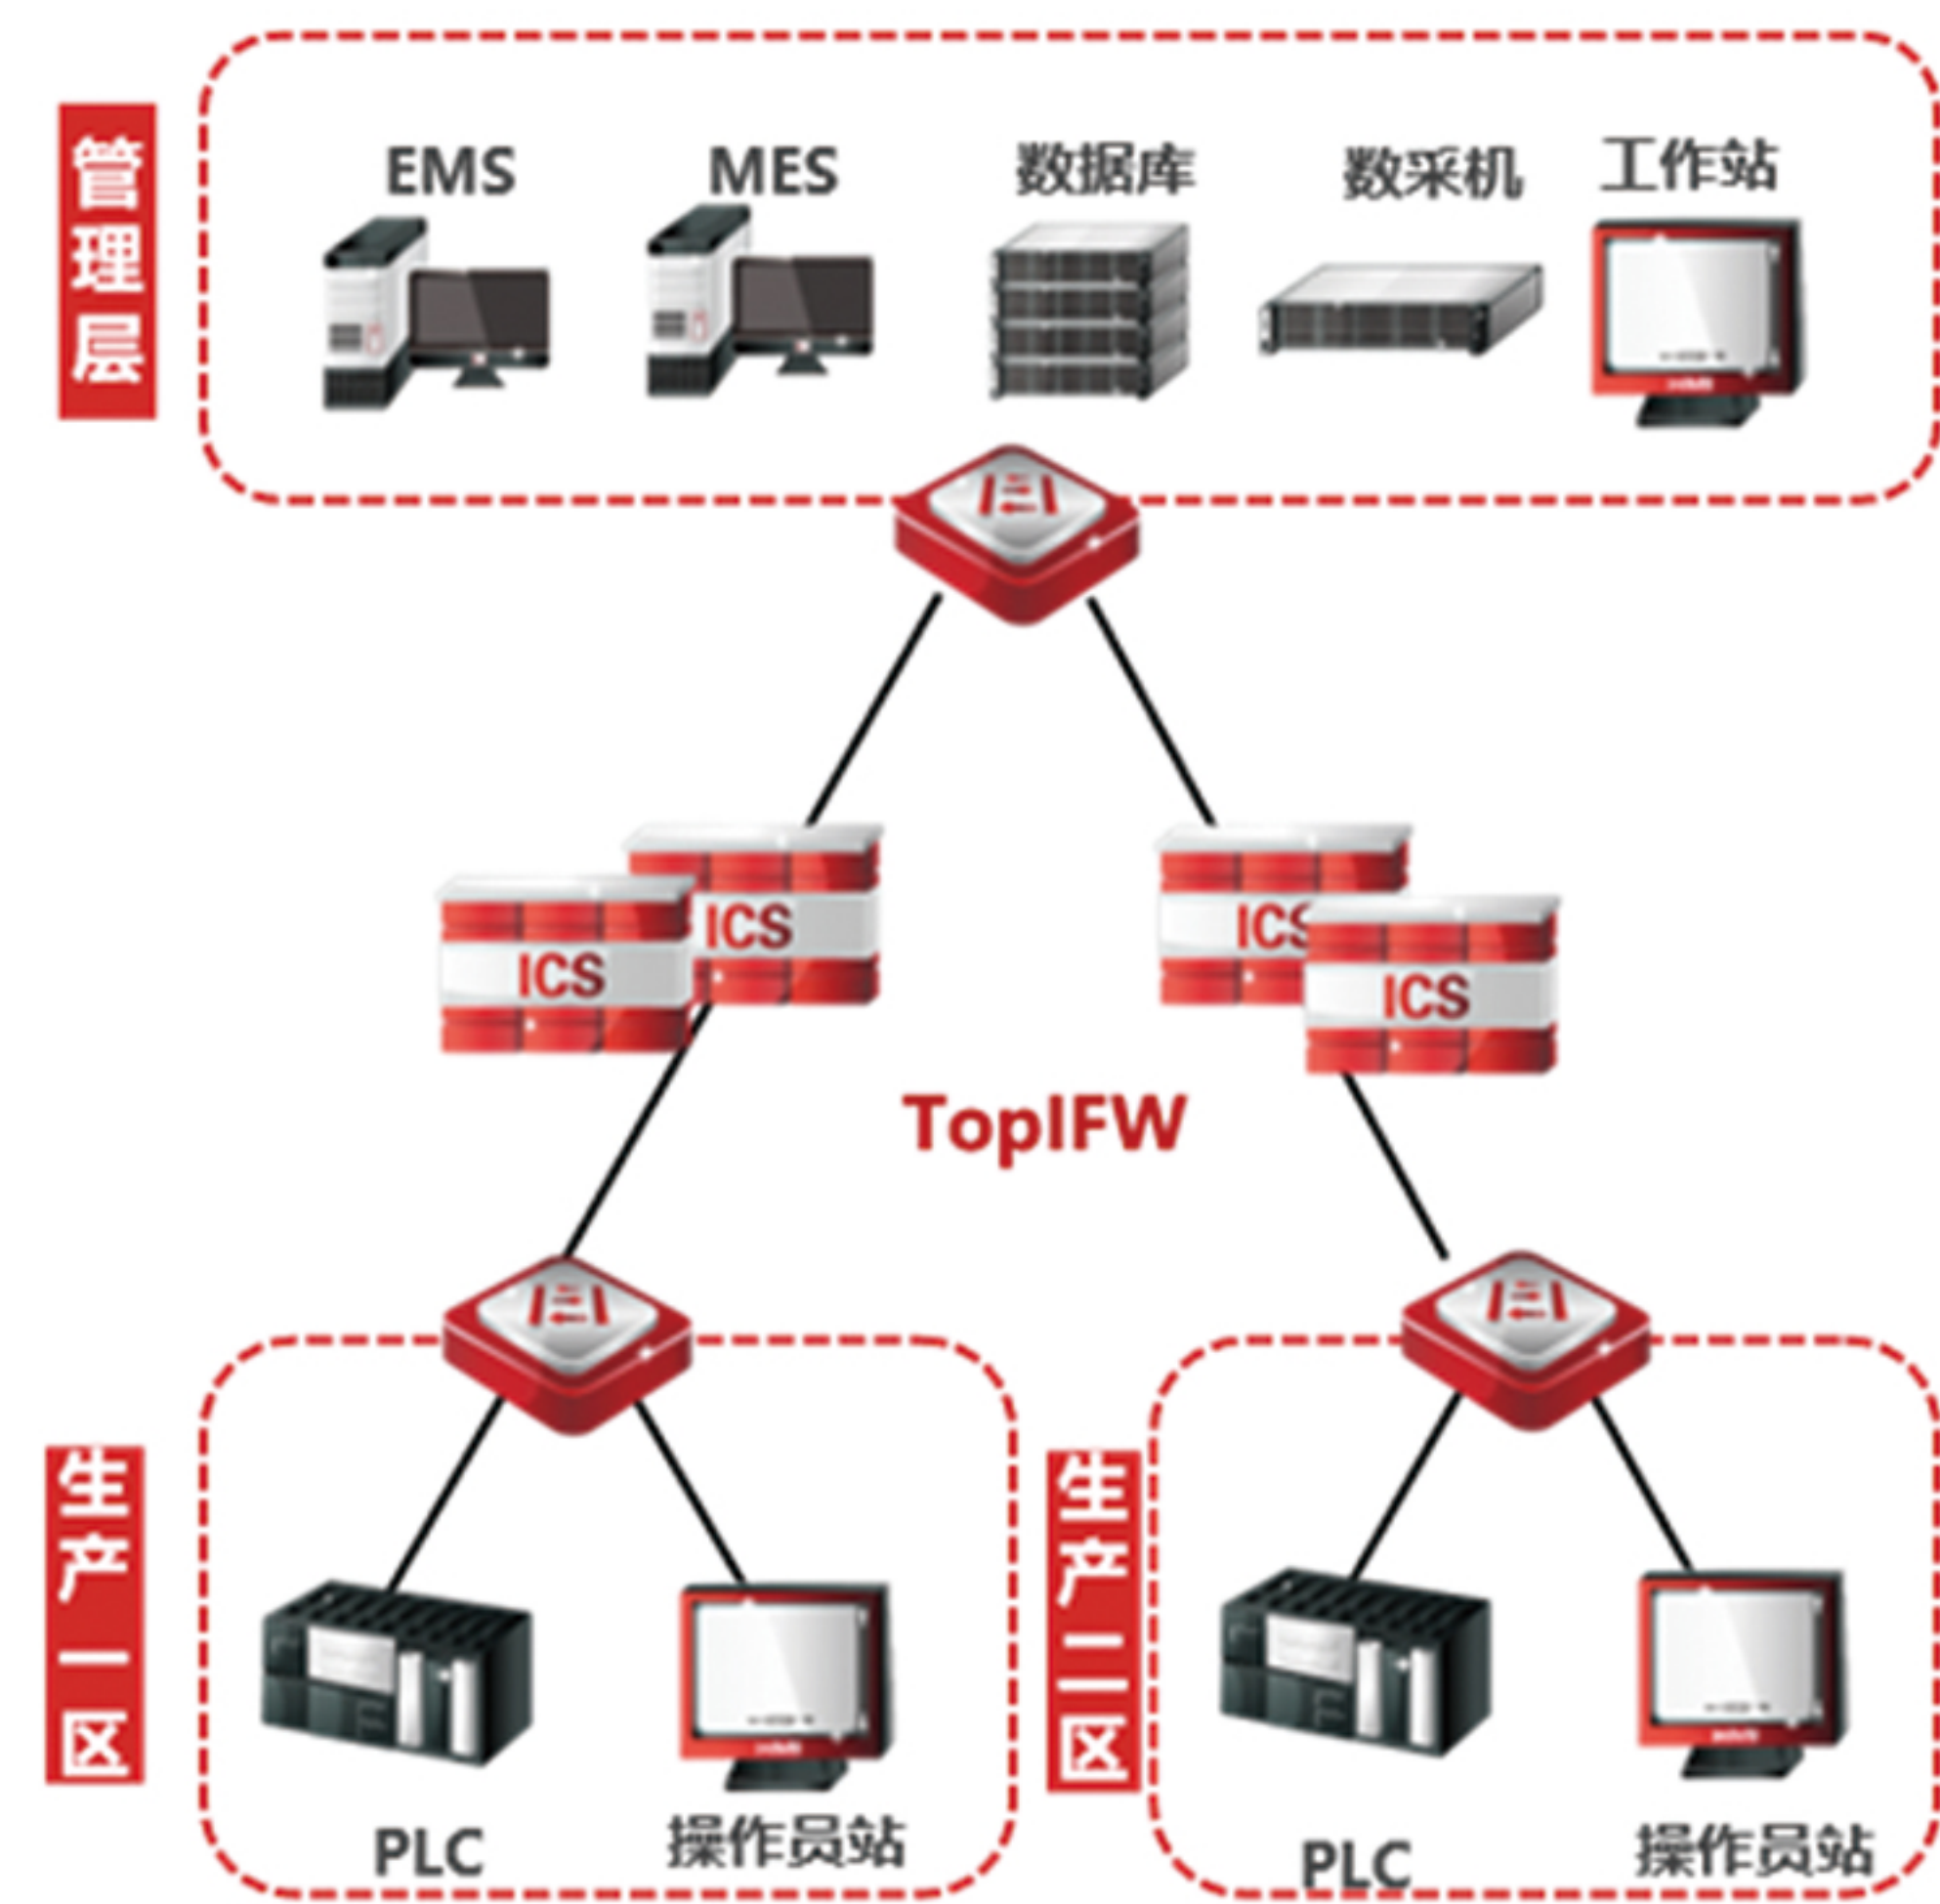 管理层
EMS
MES
数据库
数采机
工作站
ICS
ICS
ICS
ICS
TopIFW
生产一区
PLC
操作员站
生产二区
PLC
操作员站